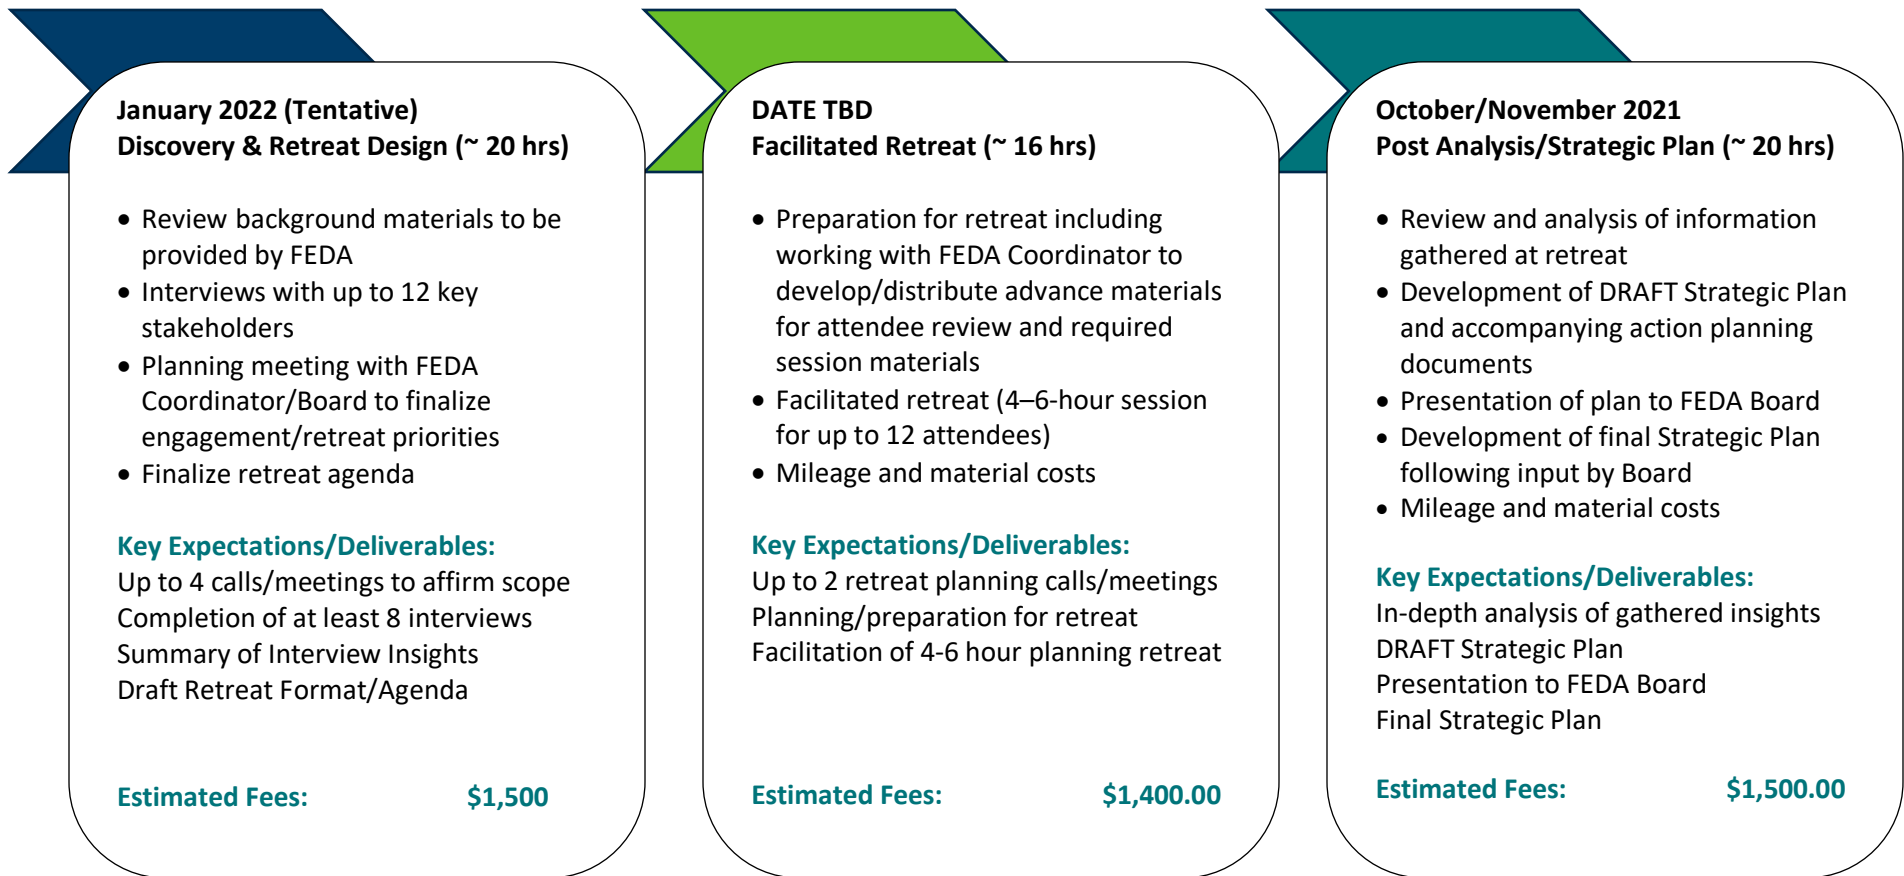 January 2022 (Tentative)
Discovery & Retreat Design (~ 20 hrs)
• Review background materials to be
provided by FEDA
• Interviews with up to 12 key
stakeholders
• Planning meeting with FEDA
Coordinator/Board to finalize
engagement/retreat priorities
• Finalize retreat agenda
Key Expectations/Deliverables:
Up to 4 calls/meetings to affirm scope
Completion of at least 8 interviews
Summary of Interview Insights
Draft Retreat Format/Agenda
Estimated Fees: $1,500
DATE TBD
Facilitated Retreat (~ 16 hrs)
• Preparation for retreat including
working with FEDA Coordinator to
develop/distribute advance materials
for attendee review and required
session materials
• Facilitated retreat (4–6-hour session
for up to 12 attendees)
• Mileage and material costs
Key Expectations/Deliverables:
Up to 2 retreat planning calls/meetings
Planning/preparation for retreat
Facilitation of 4-6 hour planning retreat
Estimated Fees: $1,400.00
October/November 2021
Post Analysis/Strategic Plan (~ 20 hrs)
• Review and analysis of information
gathered at retreat
• Development of DRAFT Strategic Plan
and accompanying action planning
documents
• Presentation of plan to FEDA Board
• Development of final Strategic Plan
following input by Board
• Mileage and material costs
Key Expectations/Deliverables:
In-depth analysis of gathered insights
DRAFT Strategic Plan
Presentation to FEDA Board
Final Strategic Plan
Estimated Fees: $1,500.00